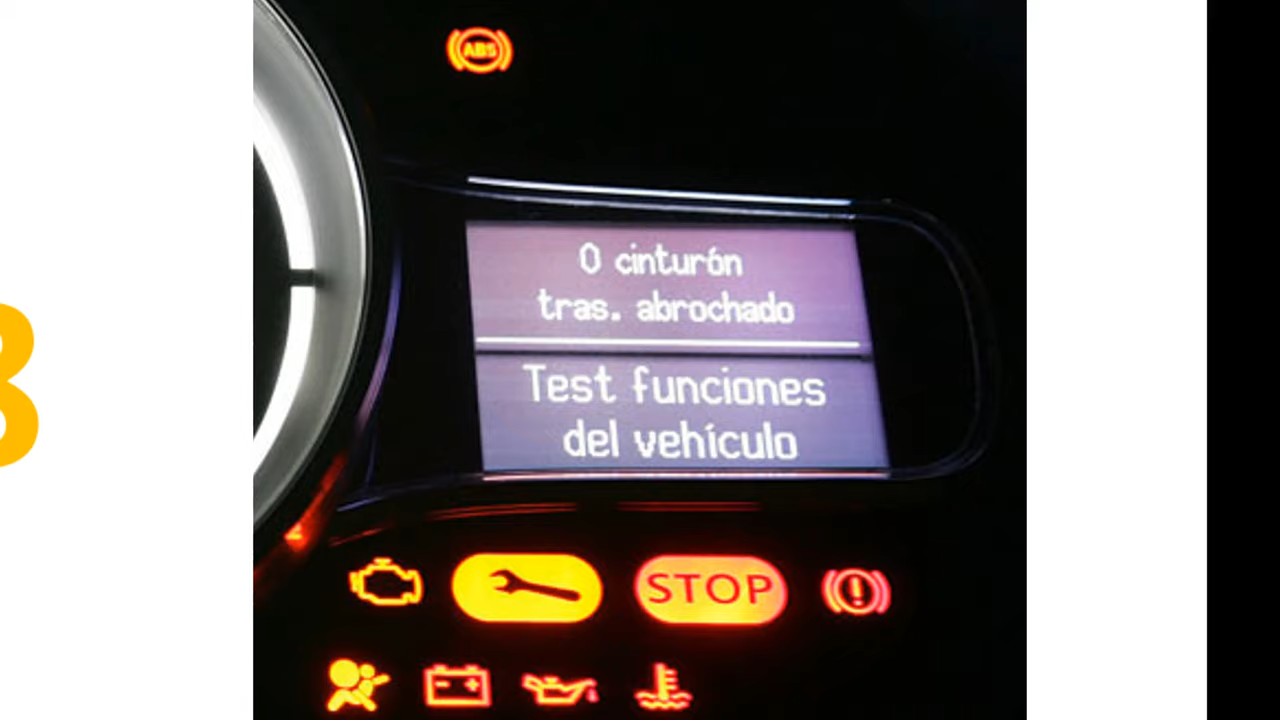 ABS
0 cinturón
tras. abrochado
Test funciones
del vehículo
STOP